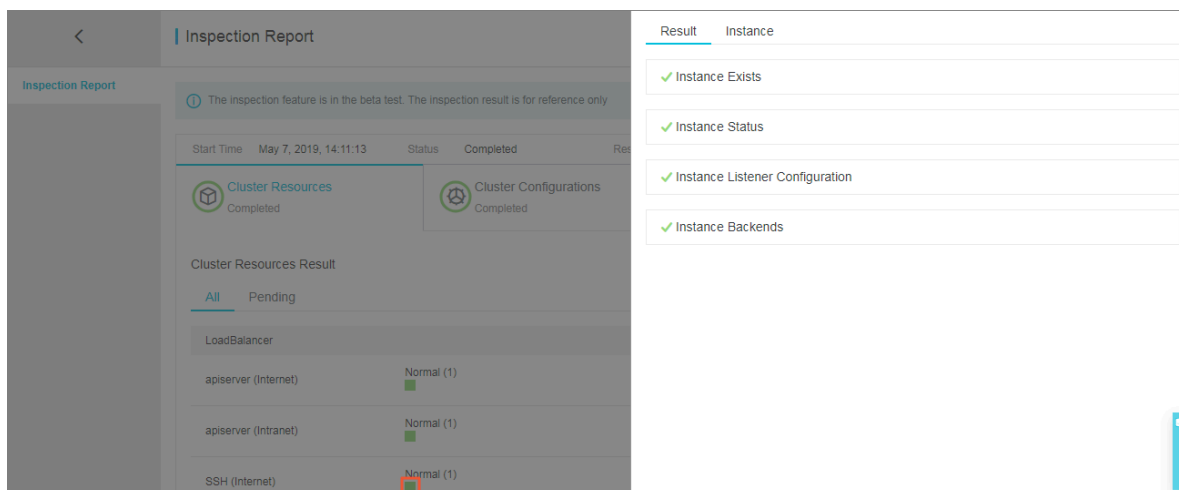 Inspection Report
Inspection Report
The inspection feature is in the beta test. The inspection result is for reference only
Start Time May 7, 2019, 14:11:13 Status Completed Res
Cluster Resources
Completed
Cluster Configurations
Completed
Cluster Resources Result
All Pending
LoadBalancer
apiserver (Internet) Normal (1)
apiserver (Intranet) Normal (1)
SSH (Internet) Normal (1)
Result Instance
Instance Exists
Instance Status
Instance Listener Configuration
Instance Backends